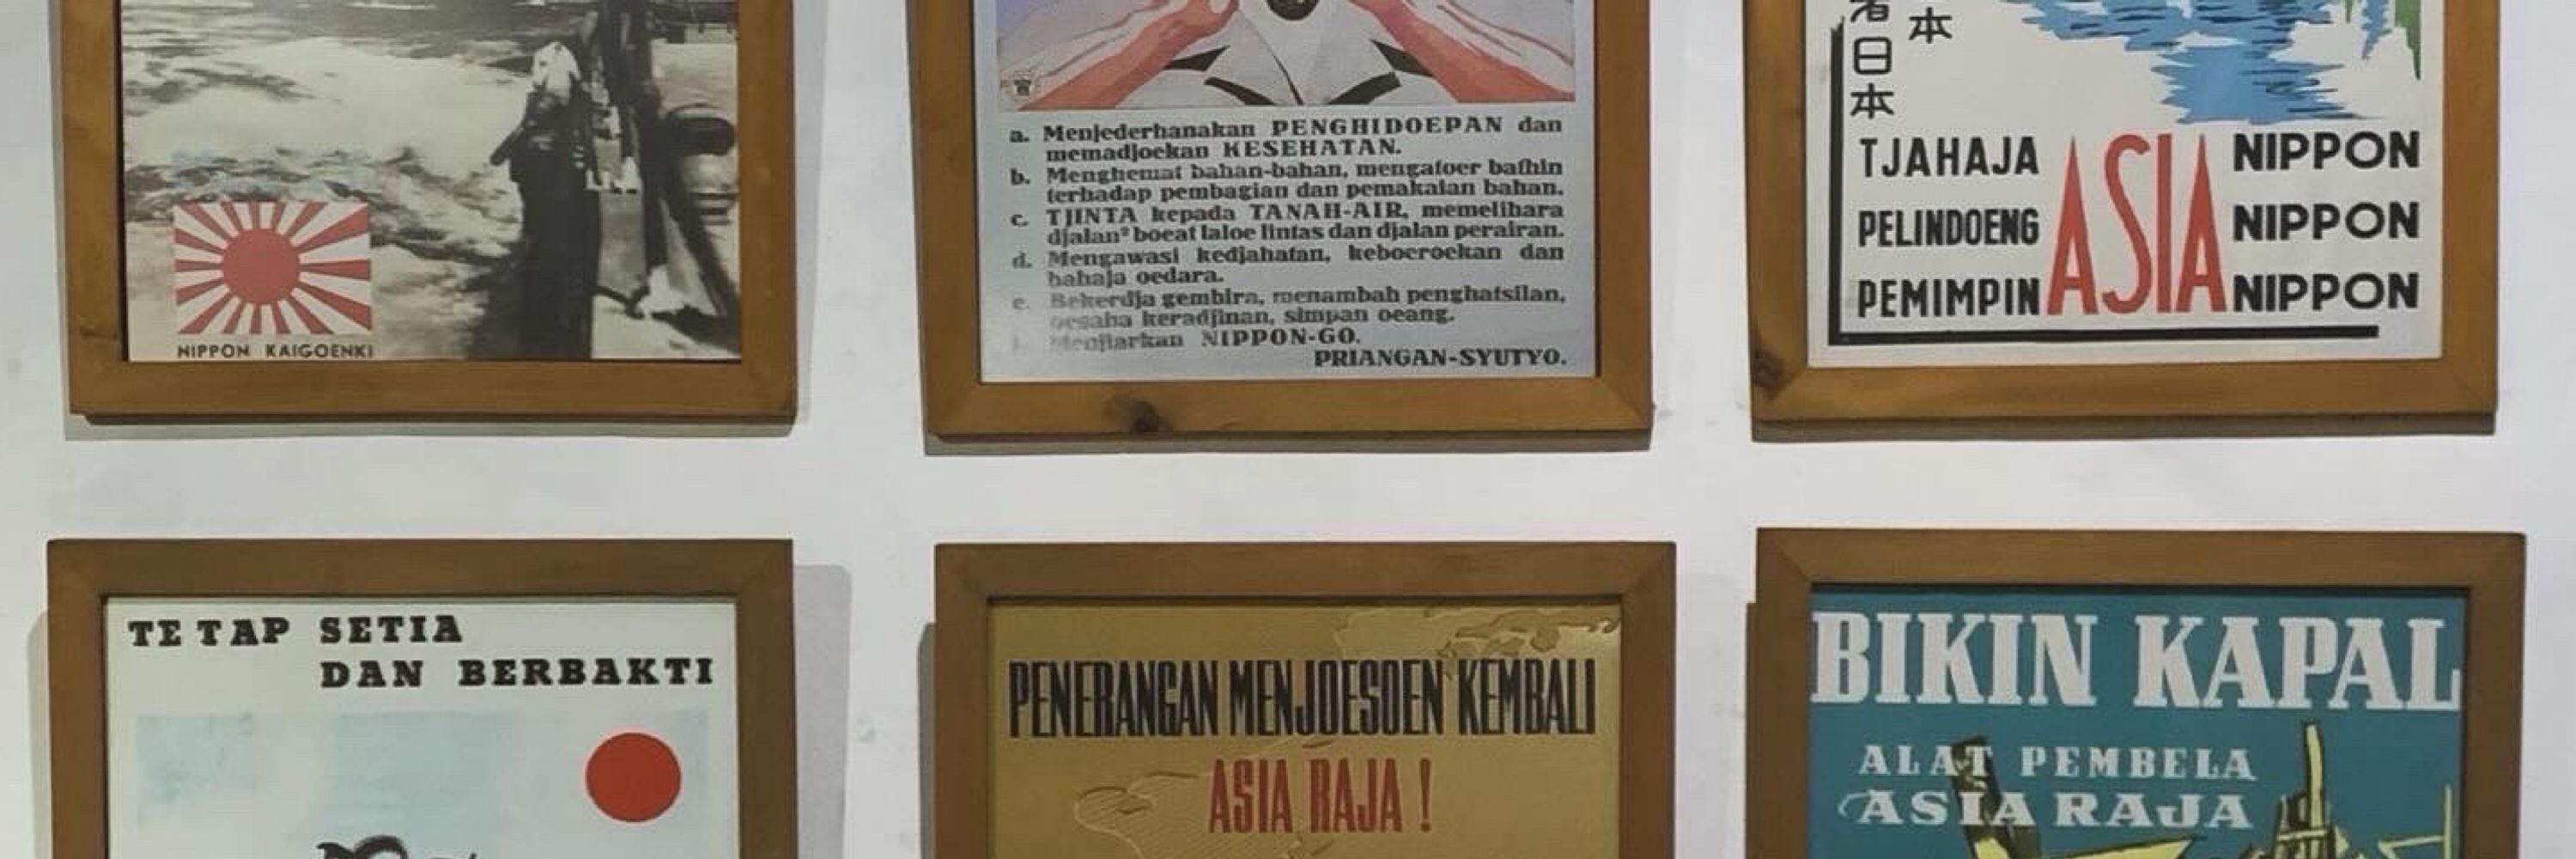 NIPPON KAIGOENKI
a. Menjederhanakan PENGHIDOEPAN dan
memadjoekan KESEHATAN.
b. Menghemat bahan-bahan, mengatoer bathin
terhadap pembagian dan pemakaian bahan.
c. TJINTA kepada TANAH-AIR, memelihara
djalan² boeat laloe lintas dan djalan perairan.
d. Mengawasi kedjahatan, keboeroekan dan
bahaja oedara.
e. Bekerdja gembira, menambah penghatsilan,
oesaha keradjinan, simpan oeang.
Menjiarkan NIPPON-GO.
PRIANGAN-SYUTYO.
本
者日本
TJAHAJA ASIA NIPPON
PELINDOENG NIPPON
PEMIMPIN NIPPON
TETAP SETIA
DAN BERBAKTI
PENERANGAN MENJOESOEN KEMBALI
ASIA RAJA !
BIKIN KAPAL
ALAT PEMBELA
ASIA RAJA